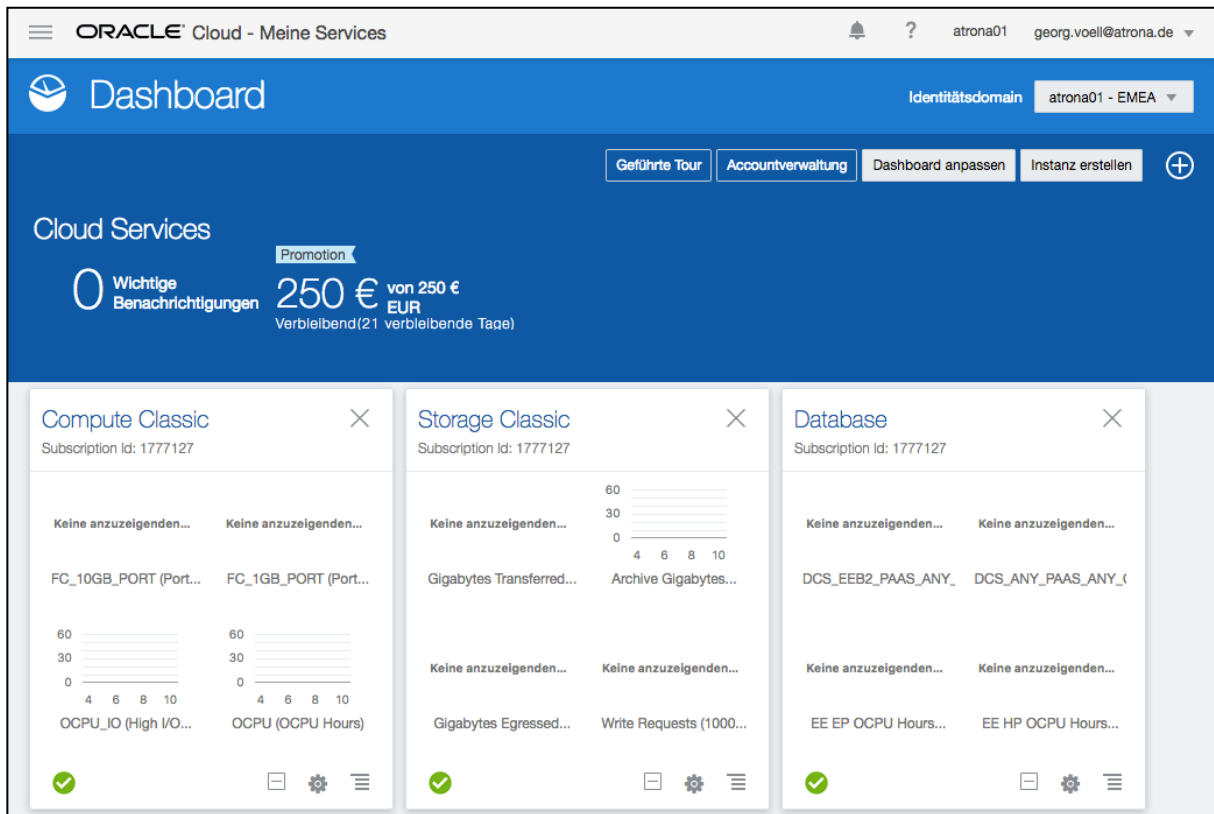 ORACLE Cloud - Meine Services
? atrona01 georg.voell@atrona.de
Dashboard
Identitätsdomain atrona01 - EMEA
Geführte Tour Accountverwaltung Dashboard anpassen Instanz erstellen
Cloud Services
0 Wichtige Benachrichtigungen
Promotion
250 € von 250 € EUR
Verbleibend(21 verbleibende Tage)
Compute Classic
Subscription Id: 1777127
Keine anzuzeigenden... Keine anzuzeigenden...
FC_10GB_PORT (Port... FC_1GB_PORT (Port...
60 60
30 30
0 0
4 6 8 10 4 6 8 10
OCPU_IO (High I/O... OCPU (OCPU Hours)
Storage Classic
Subscription Id: 1777127
60
30
Keine anzuzeigenden...
0
4 6 8 10
Gigabytes Transferred... Archive Gigabytes...
Keine anzuzeigenden... Keine anzuzeigenden...
Gigabytes Egressed... Write Requests (1000...
Database
Subscription Id: 1777127
Keine anzuzeigenden... Keine anzuzeigenden...
DCS_EEB2_PAAS_ANY_ DCS_ANY_PAAS_ANY_(
Keine anzuzeigenden... Keine anzuzeigenden...
EE EP OCPU Hours... EE HP OCPU Hours...